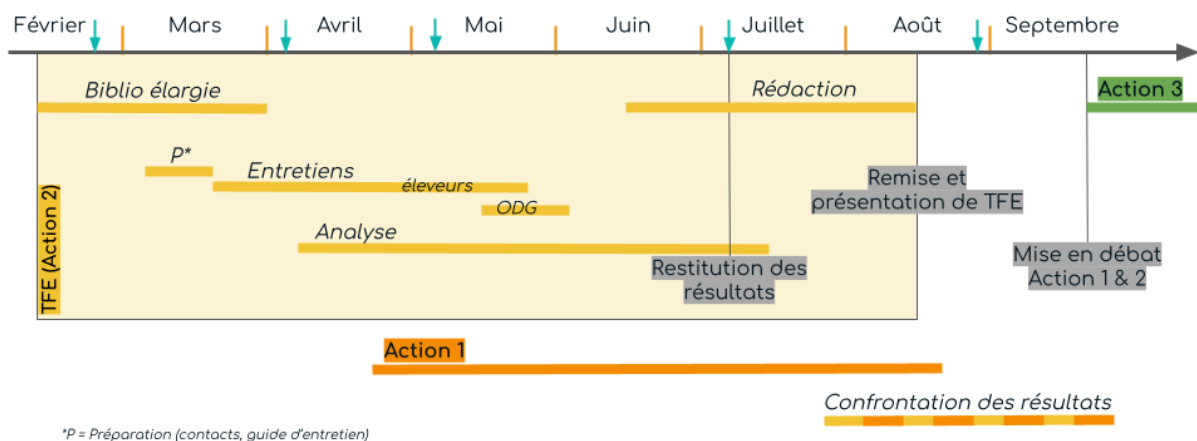 Février Mars Avril Mai Juin Juillet Août Septembre
Biblio élargie
Rédaction
Action 3
P*
Entretiens
éleveurs
ODG
Analyse
TFE (Action 2)
Remise et
présentation de TFE
Restitution des
résultats
Mise en débat
Action 1 & 2
Action 1
Confrontation des résultats
*P = Préparation (contacts, guide d'entretien)